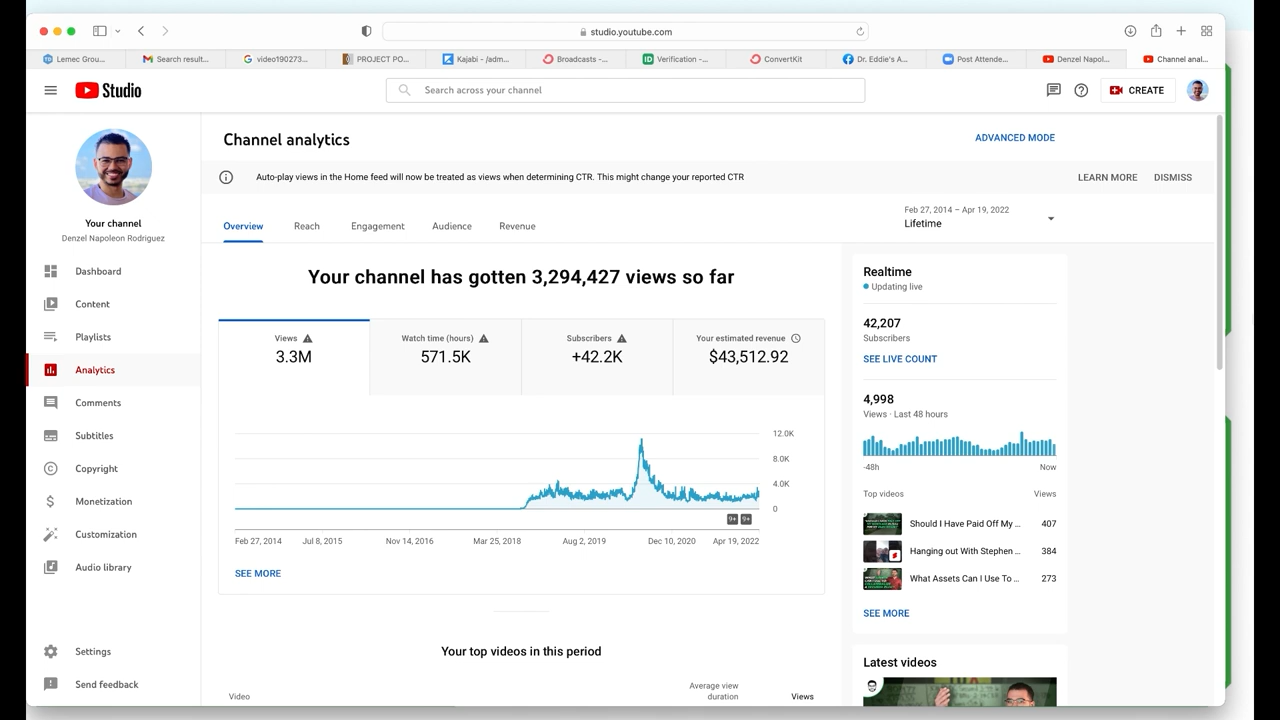 studio.youtube.com
Lemec Grou...
Search result...
video190273...
PROJECT PO...
Kajabi - /adm...
Broadcasts -...
Verification -...
ConvertKit
Dr. Eddie's A...
Post Attende...
Denzel Napol...
Channel anal...
Studio
Search across your channel
CREATE
Your channel
Denzel Napoleon Rodriguez
Dashboard
Content
Playlists
Analytics
Comments
Subtitles
Copyright
Monetization
Customization
Audio library
Settings
Send feedback
Channel analytics
ADVANCED MODE
Auto-play views in the Home feed will now be treated as views when determining CTR. This might change your reported CTR
LEARN MORE
DISMISS
Overview
Reach
Engagement
Audience
Revenue
Feb 27, 2014 – Apr 19, 2022
Lifetime
Your channel has gotten 3,294,427 views so far
Views
3.3M
Watch time (hours)
571.5K
Subscribers
+42.2K
Your estimated revenue
$43,512.92
12.0K
8.0K
4.0K
0
9+ 9+
Feb 27, 2014
Jul 8, 2015
Nov 14, 2016
Mar 25, 2018
Aug 2, 2019
Dec 10, 2020
Apr 19, 2022
SEE MORE
Your top videos in this period
Video
Average view
duration
Views
Realtime
Updating live
42,207
Subscribers
SEE LIVE COUNT
4,998
Views · Last 48 hours
-48h
Now
Top videos
Views
Should I Have Paid Off My ...
407
Hanging out With Stephen ...
384
What Assets Can I Use To ...
273
SEE MORE
Latest videos